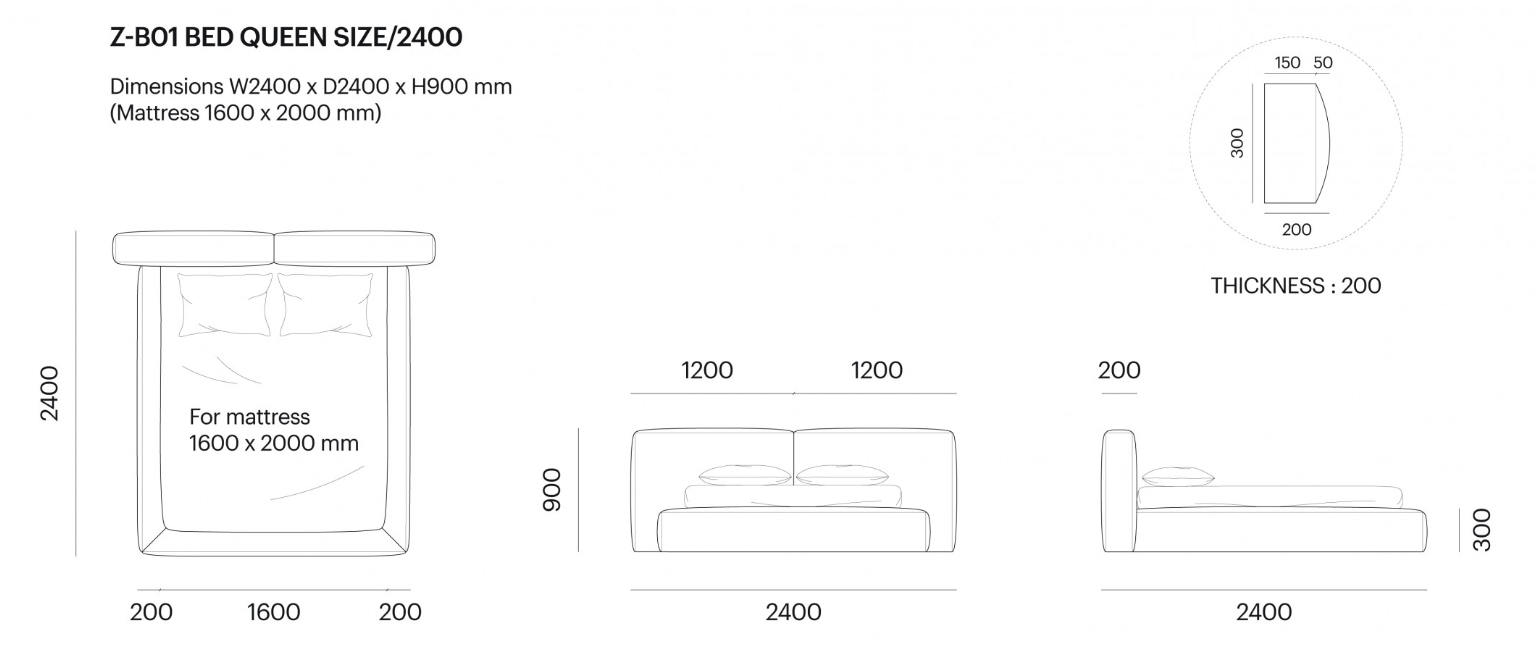 Z-B01 BED QUEEN SIZE/2400
Dimensions W2400 x D2400 x H900 mm
(Mattress 1600 x 2000 mm)
150 50
300
200
THICKNESS : 200
2400
For mattress
1600 x 2000 mm
200 1600 200
1200 1200
900
2400
200
300
2400